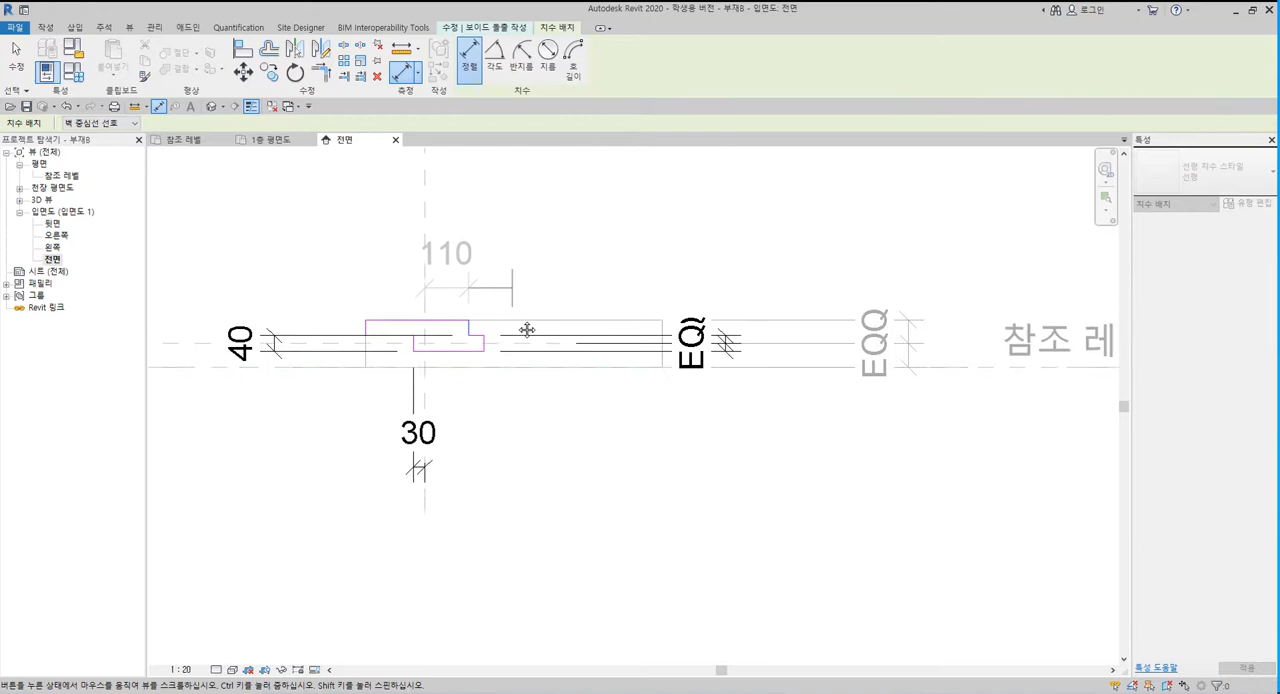 Autodesk Revit 2020 - 학생용 버전 - 부재B - 입면도: 전면
로그인
파일 작성 삽입 주석 뷰 관리 애드인 Quantification Site Designer BIM Interoperability Tools 수정 | 보이드 돌출 작성 치수 배치
수정 붙여넣기 절단 결합 정렬 각도 반지름 지름 호 길이
선택 특성 클립보드 형상 수정 측정 작성 치수
치수 배치 벽 중심선 선호
프로젝트 탐색기 - 부재B
참조 레벨 1층 평면도 전면
특성
뷰 (전체)
평면
참조 레벨
천장 평면도
3D 뷰
입면도 (입면도 1)
뒷면
오른쪽
왼쪽
전면
시트 (전체)
패밀리
그룹
Revit 링크
선형 치수 스타일
선형
치수 배치 유형 편집
110
40
EQ
EQ
참조 레
30
1 : 20
특성 도움말 적용
버튼을 누른 상태에서 마우스를 움직여 뷰를 스크롤하십시오. Ctrl 키를 눌러 줌하십시오. Shift 키를 눌러 스핀하십시오.
:0